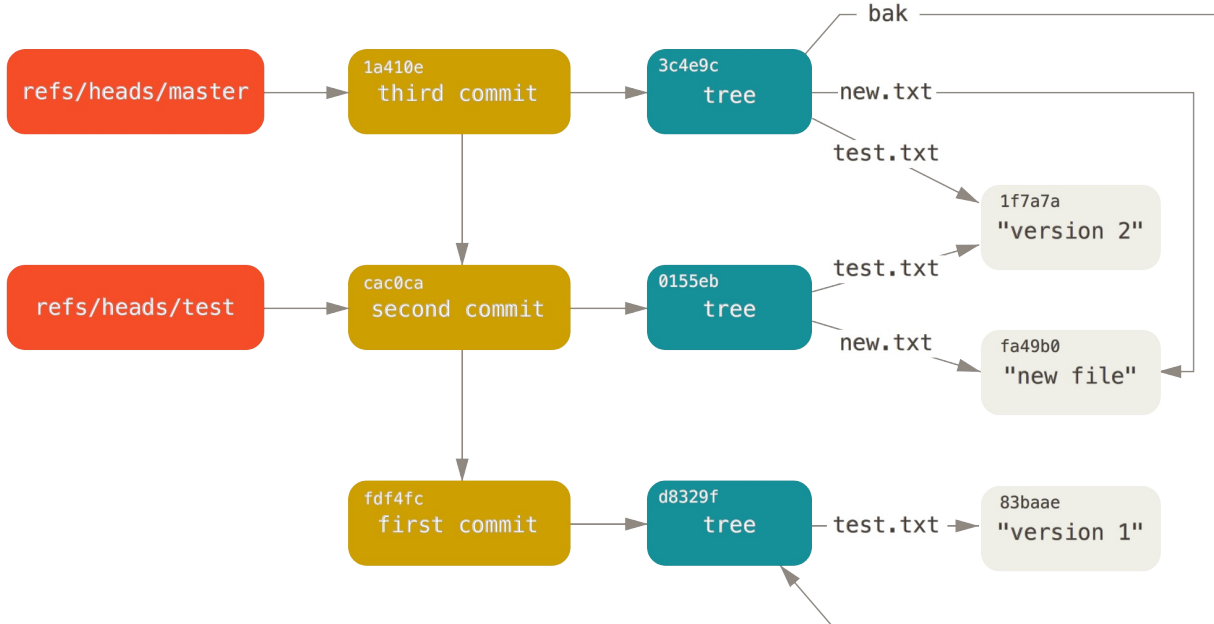 bak
refs/heads/master
1a410e
third commit
3c4e9c
tree
new.txt
test.txt
1f7a7a
"version 2"
refs/heads/test
cac0ca
second commit
0155eb
tree
test.txt
new.txt
fa49b0
"new file"
fdf4fc
first commit
d8329f
tree
test.txt
83baae
"version 1"